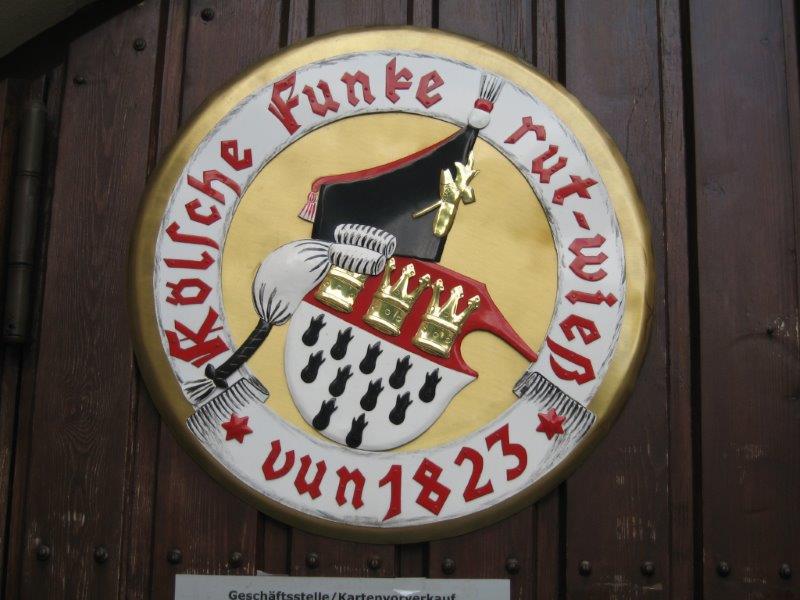 Kölsche Funke rut-wieß
vun 1823
Geschäftsstelle/Kartenvorverkauf